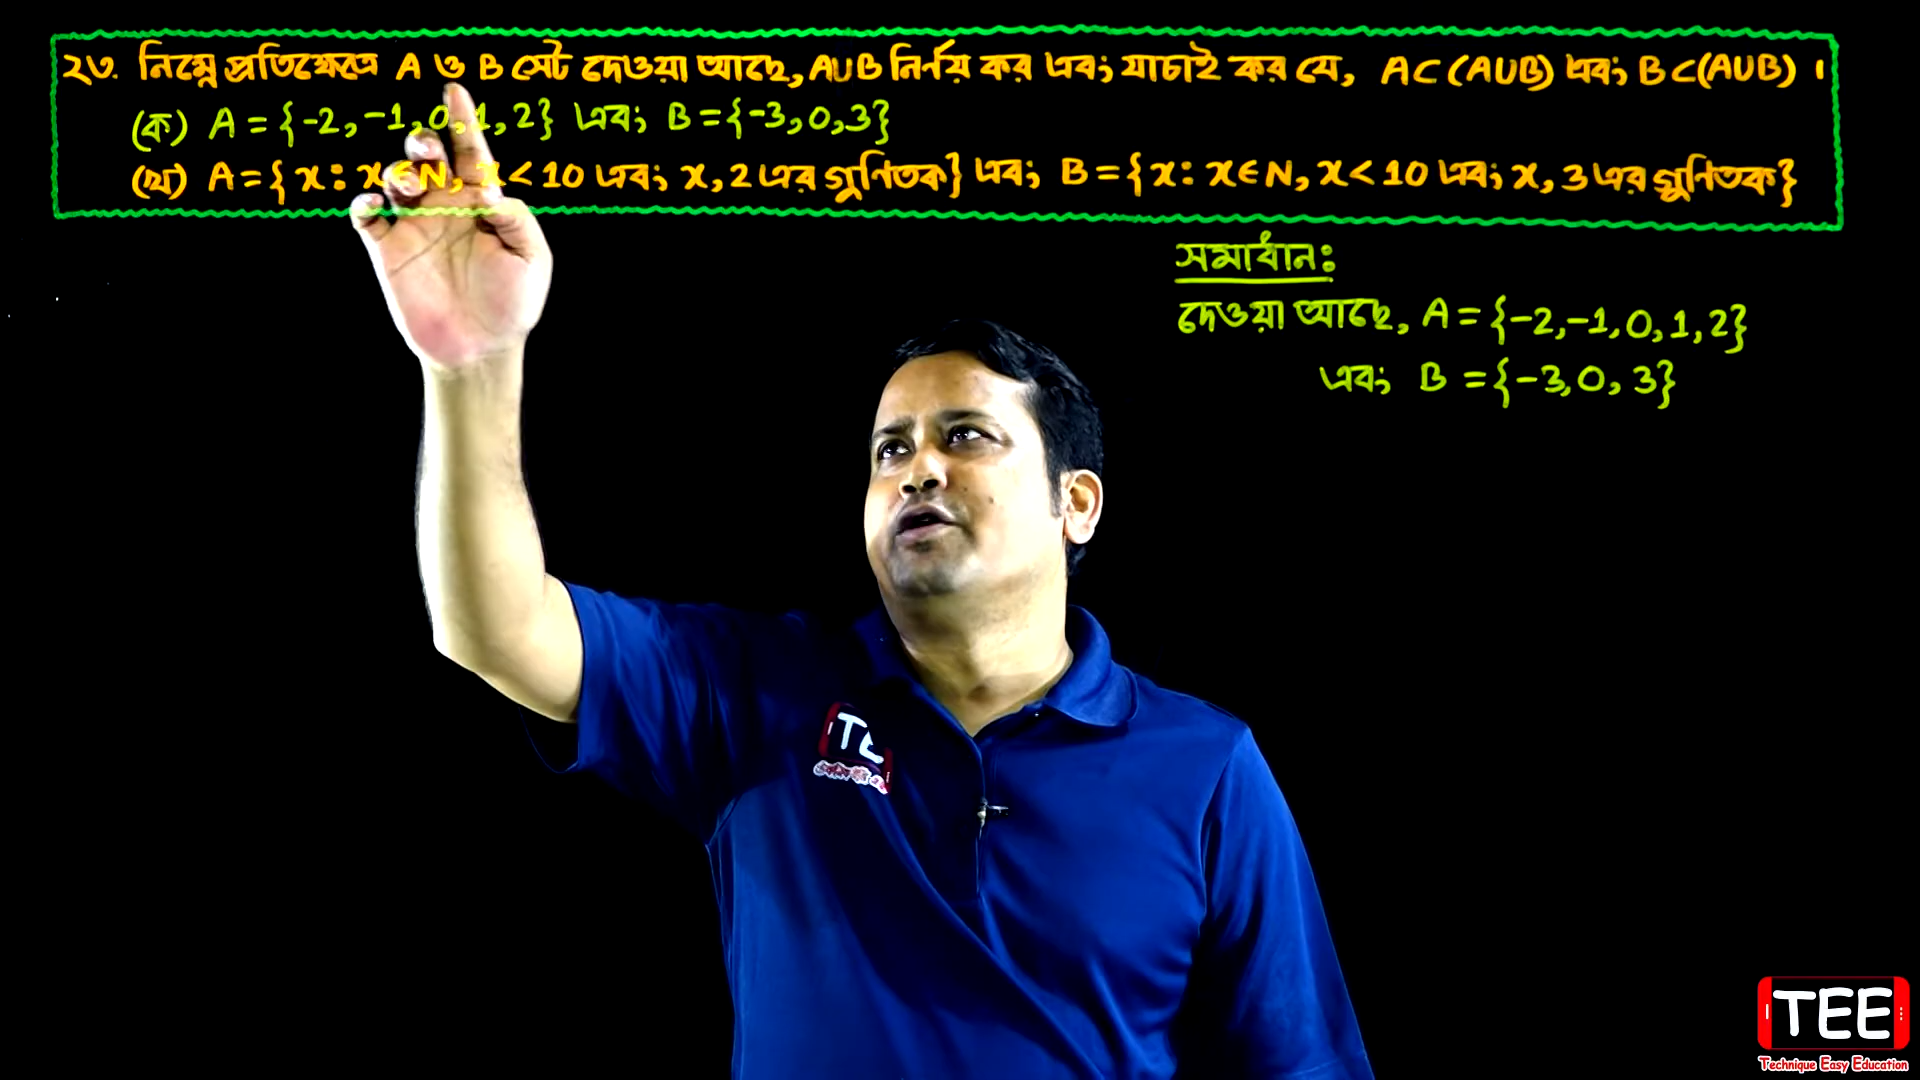 ২৩. নিম্নে প্রতিক্ষেত্রে A ও B সেট দেওয়া আছে, A∪B নির্ণয় কর এবং যাচাই কর যে, A⊂(A∪B) এবং B⊂(A∪B) ।
(ক) A = {-2, -1, 0, 1, 2} এবং B = {-3, 0, 3}
(খ) A = { x : x ∈ N, x < 10 এবং x, 2 এর গুণিতক} এবং B = { x : x ∈ N, x < 10 এবং x, 3 এর গুণিতক}
সমাধান:
দেওয়া আছে, A = {-2, -1, 0, 1, 2}
এবং B = {-3, 0, 3}
TEE
Technique Easy Education